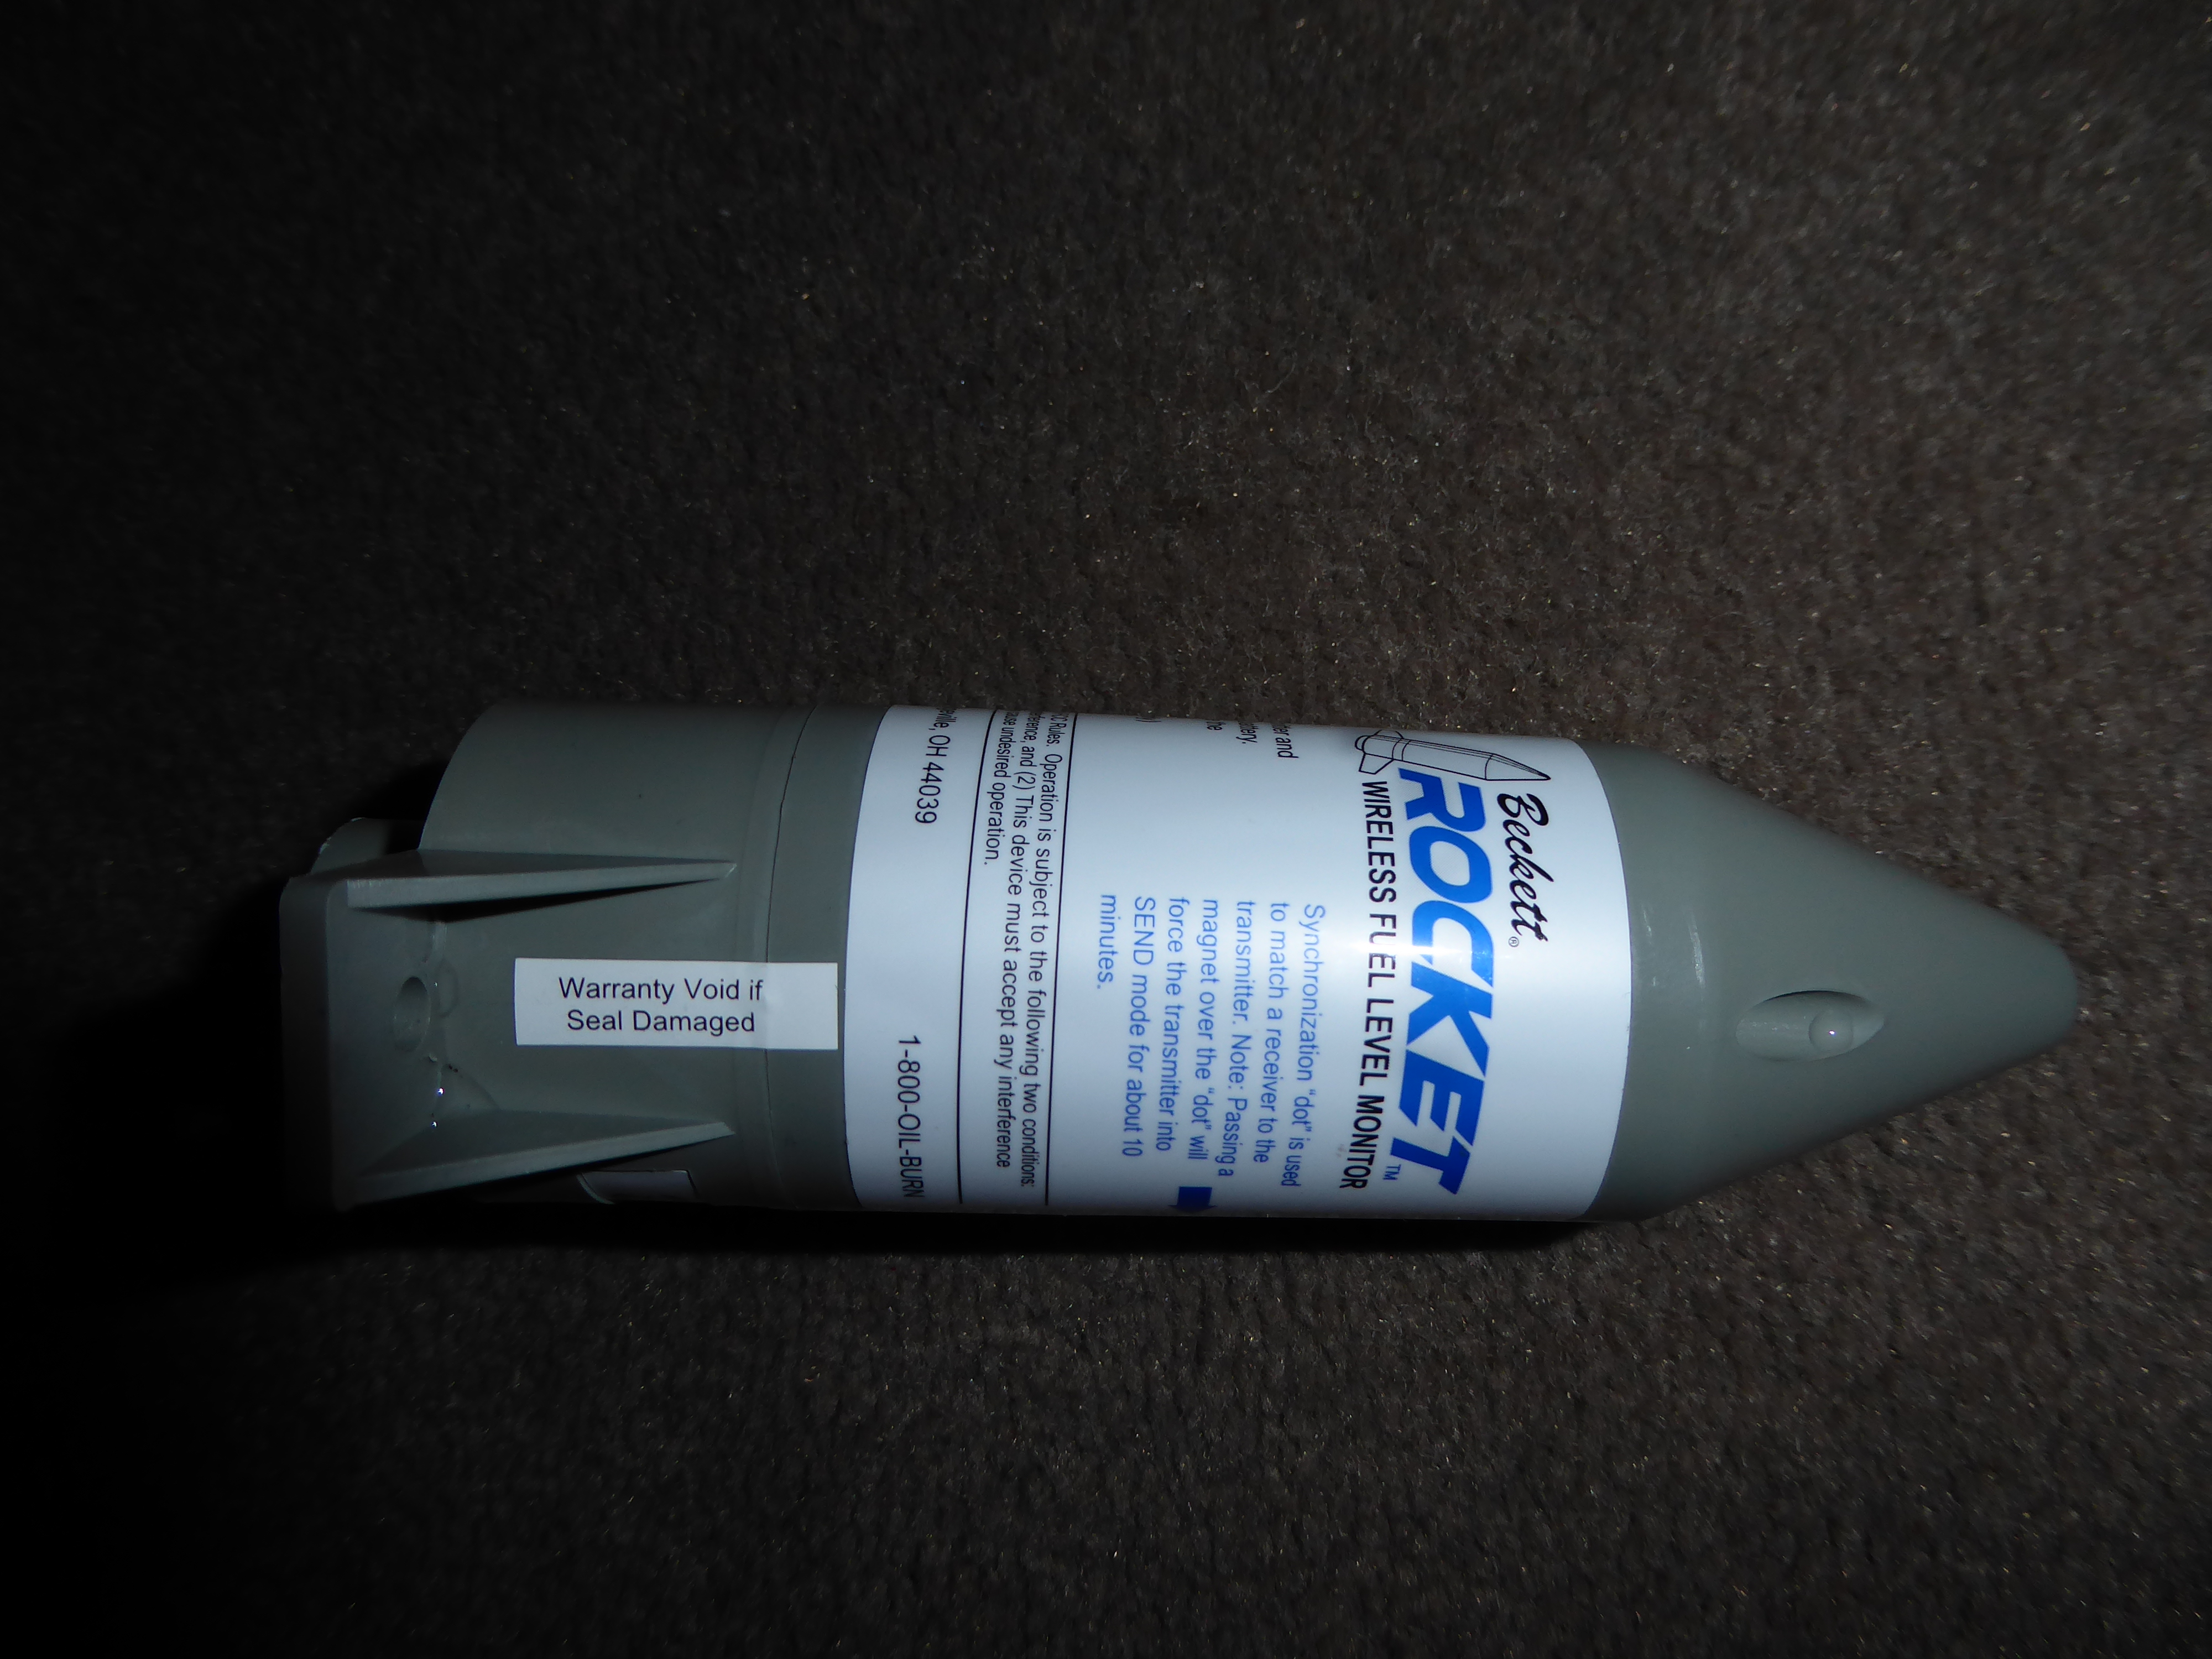 Beckett®
ROCKET™
WIRELESS FUEL LEVEL MONITOR
Synchronization "dot" is used
to match a receiver to the
transmitter. Note: Passing a
magnet over the "dot" will
force the transmitter into
SEND mode for about 10
minutes.
and
Rules. Operation is subject to the following two conditions:
and (2) This device must accept any interference
undesired operation.
OH 44039
1-800-OIL-BURN
Warranty Void if
Seal Damaged